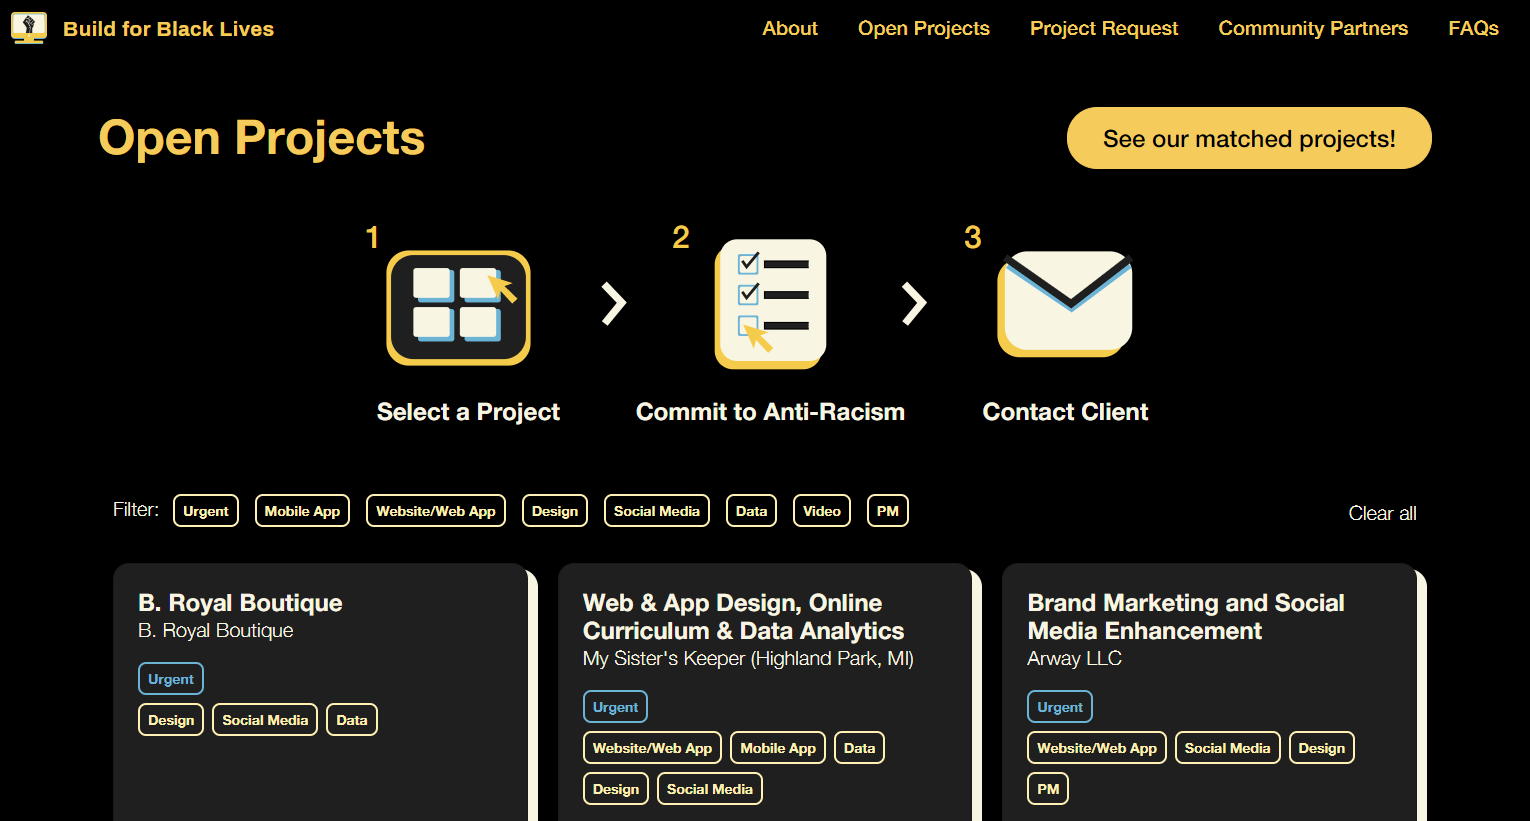 Build for Black Lives
About
Open Projects
Project Request
Community Partners
FAQs
Open Projects
See our matched projects!
1
2
3
Select a Project
Commit to Anti-Racism
Contact Client
Filter:
Urgent
Mobile App
Website/Web App
Design
Social Media
Data
Video
PM
Clear all
B. Royal Boutique
B. Royal Boutique
Urgent
Design
Social Media
Data
Web & App Design, Online
Curriculum & Data Analytics
My Sister's Keeper (Highland Park, MI)
Urgent
Website/Web App
Mobile App
Data
Design
Social Media
Brand Marketing and Social
Media Enhancement
Arway LLC
Urgent
Website/Web App
Social Media
Design
PM